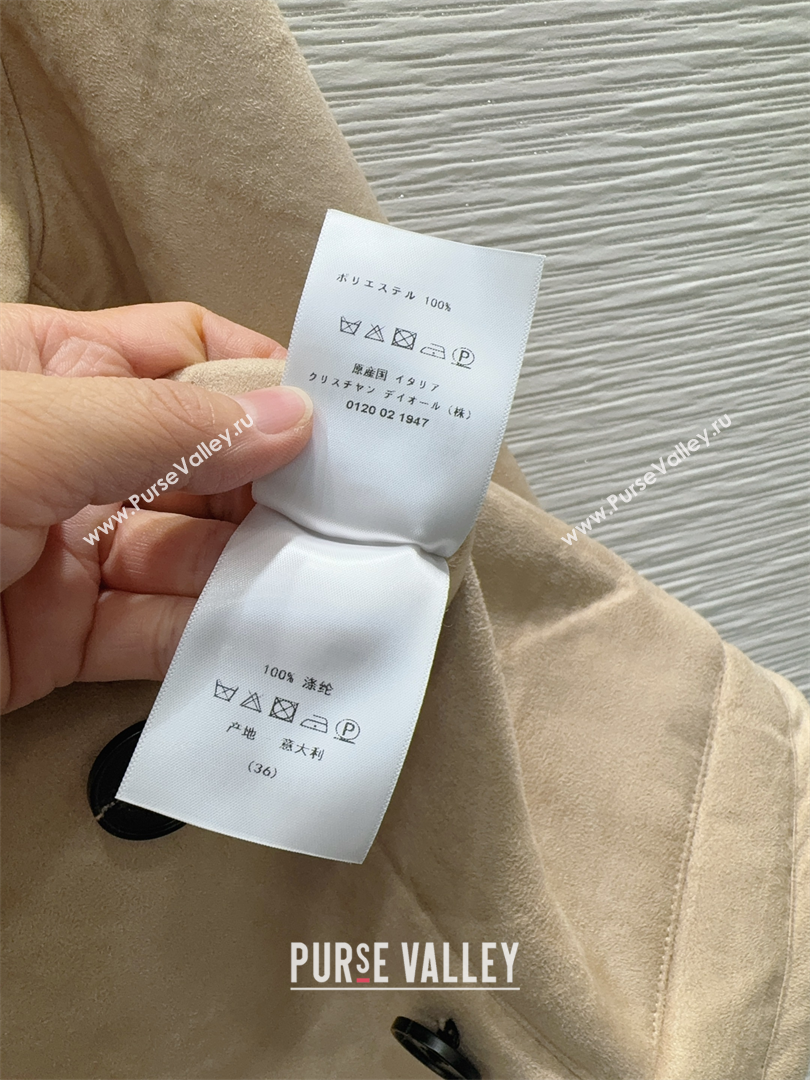 ポリエステル 100%
P
原産国 イタリア
クリスチャン デイオール（株）
0120 02 1947
www.PurseValley.ru
www.PurseValley.ru
100% 涤纶
P
产地 意大利
(36)
PURSE VALLEY